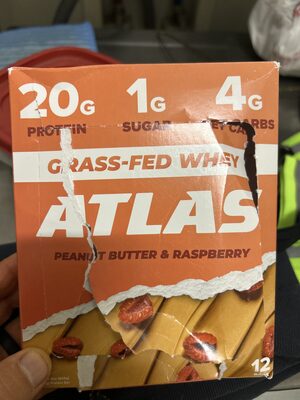 20G 1G 4G
PROTEIN SUGAR NET CARBS
GRASS-FED WHEY
ATLAS
PEANUT BUTTER & RASPBERRY
12